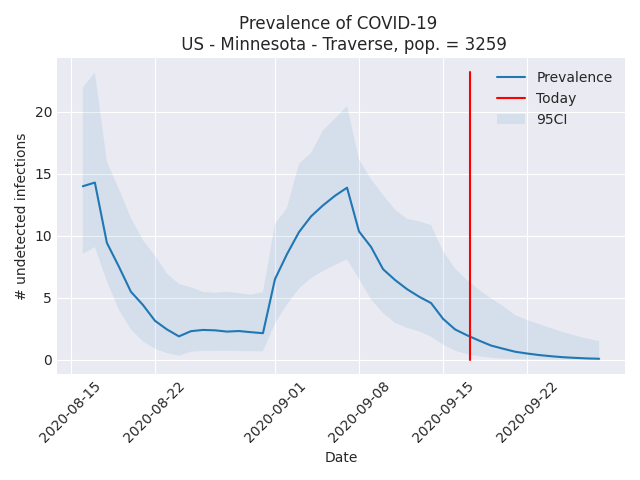 Prevalence of COVID-19
US - Minnesota - Traverse, pop. = 3259
Prevalence
Today
95CI
# undetected infections
20
15
10
5
0
2020-08-15
2020-08-22
2020-09-01
2020-09-08
2020-09-15
2020-09-22
Date